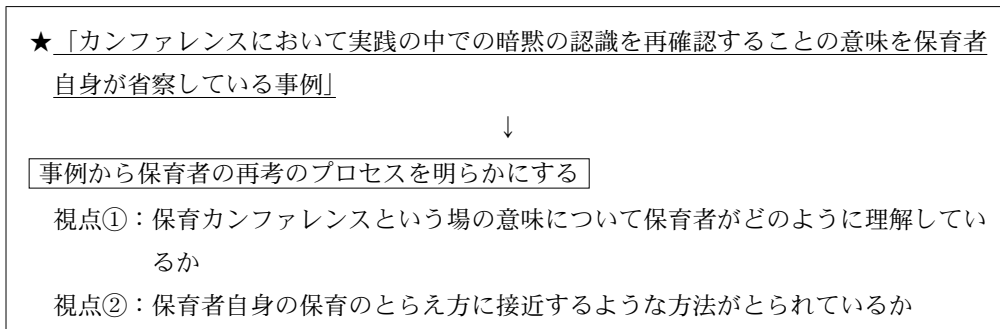 ★「カンファレンスにおいて実践の中での暗黙の認識を再確認することの意味を保育者
自身が省察している事例」
↓
事例から保育者の再考のプロセスを明らかにする
視点①：保育カンファレンスという場の意味について保育者がどのように理解してい
るか
視点②：保育者自身の保育のとらえ方に接近するような方法がとられているか